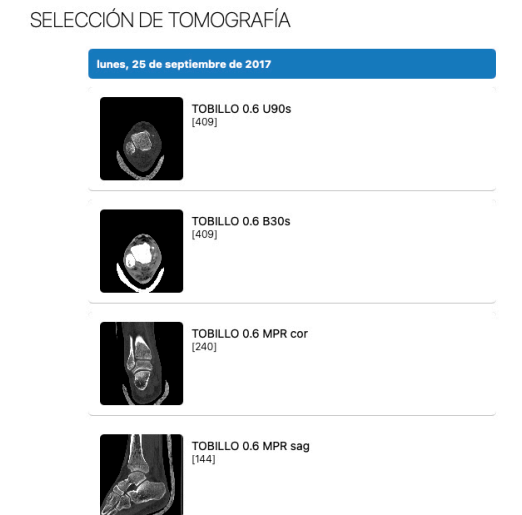 SELECCIÓN DE TOMOGRAFÍA
lunes, 25 de septiembre de 2017
TOBILLO 0.6 U90s
[409]
TOBILLO 0.6 B30s
[409]
TOBILLO 0.6 MPR cor
[240]
TOBILLO 0.6 MPR sag
[144]